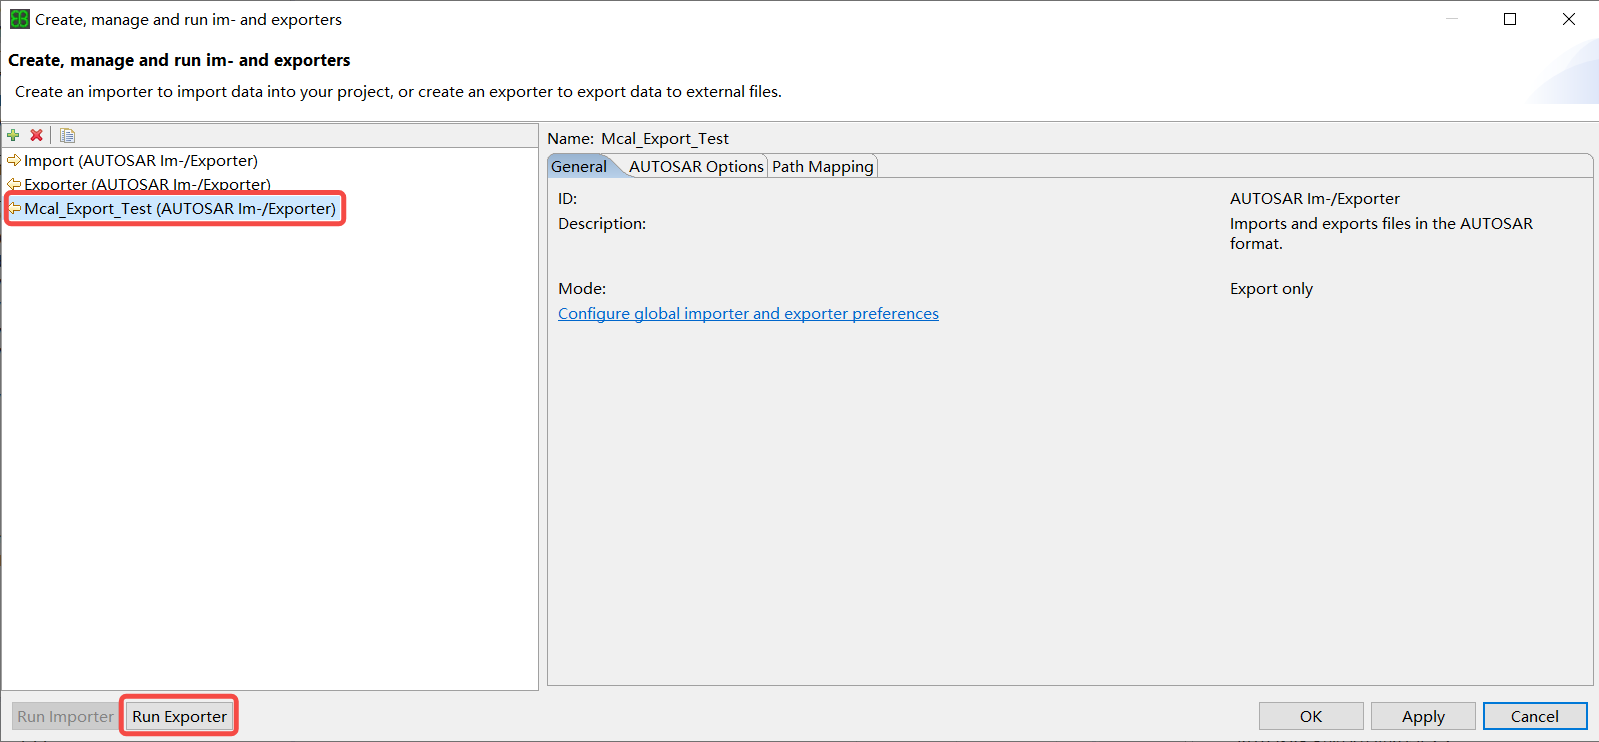 Create, manage and run im- and exporters
Create, manage and run im- and exporters
Create an importer to import data into your project, or create an exporter to export data to external files.
Import (AUTOSAR Im-/Exporter)
Exporter (AUTOSAR Im-/Exporter)
Mcal_Export_Test (AUTOSAR Im-/Exporter)
Name: Mcal_Export_Test
General AUTOSAR Options Path Mapping
ID: AUTOSAR Im-/Exporter
Description: Imports and exports files in the AUTOSAR
format.
Mode: Export only
Configure global importer and exporter preferences
Run Importer Run Exporter OK Apply Cancel